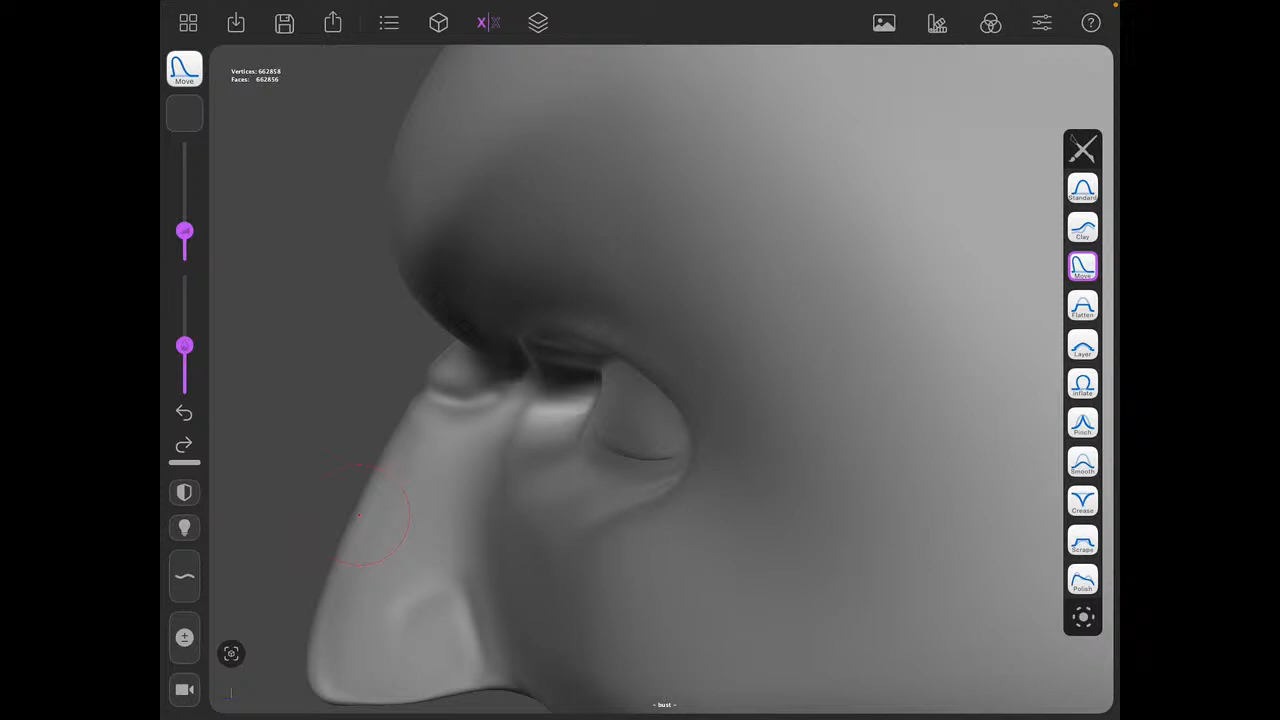 Move
Vertices: 662858
Faces: 662856
Standard
Clay
Move
Flatten
Layer
Inflate
Pinch
Smooth
Crease
Scrape
Polish
~ bust ~